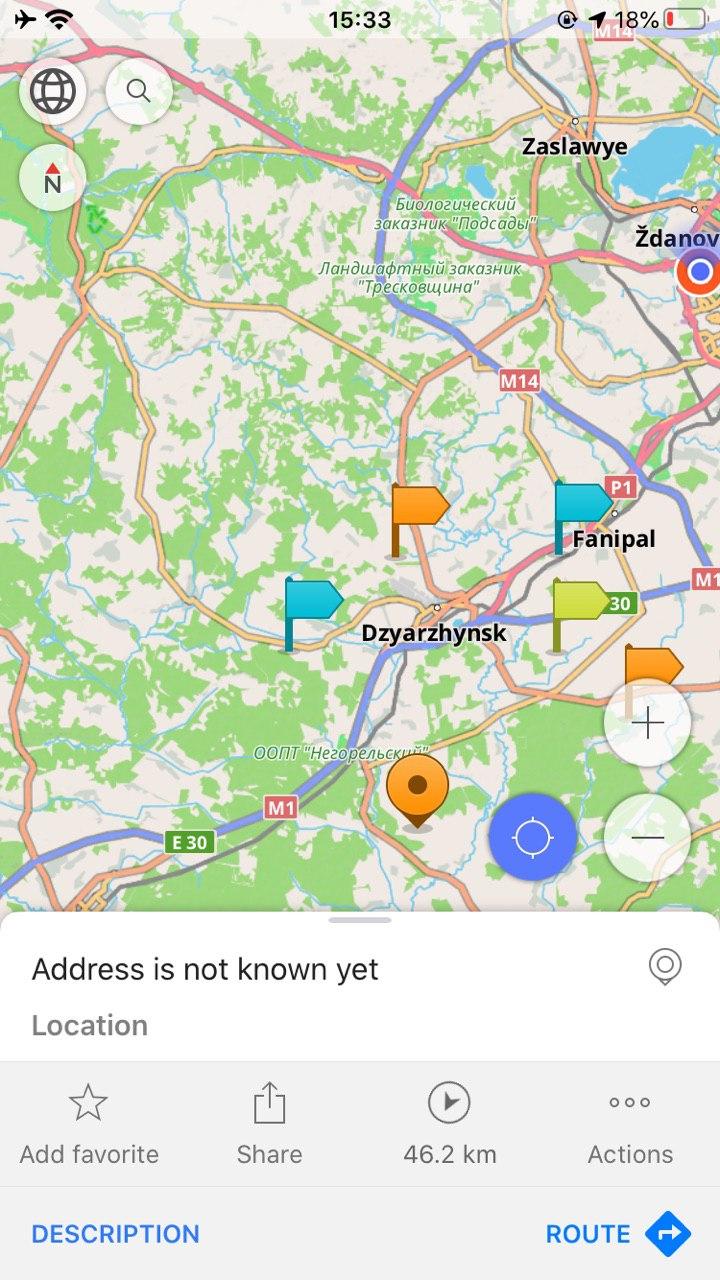 15:33
18%
M14
N
Zaslawye
Биологический
заказник "Подсады"
Ždanov
Ландшафтный заказник
"Тресковщина"
M14
P1
Fanipal
M1
30
Dzyarzhynsk
ООПТ "Негорельский"
M1
E 30
Address is not known yet
Location
Add favorite
Share
46.2 km
Actions
DESCRIPTION
ROUTE